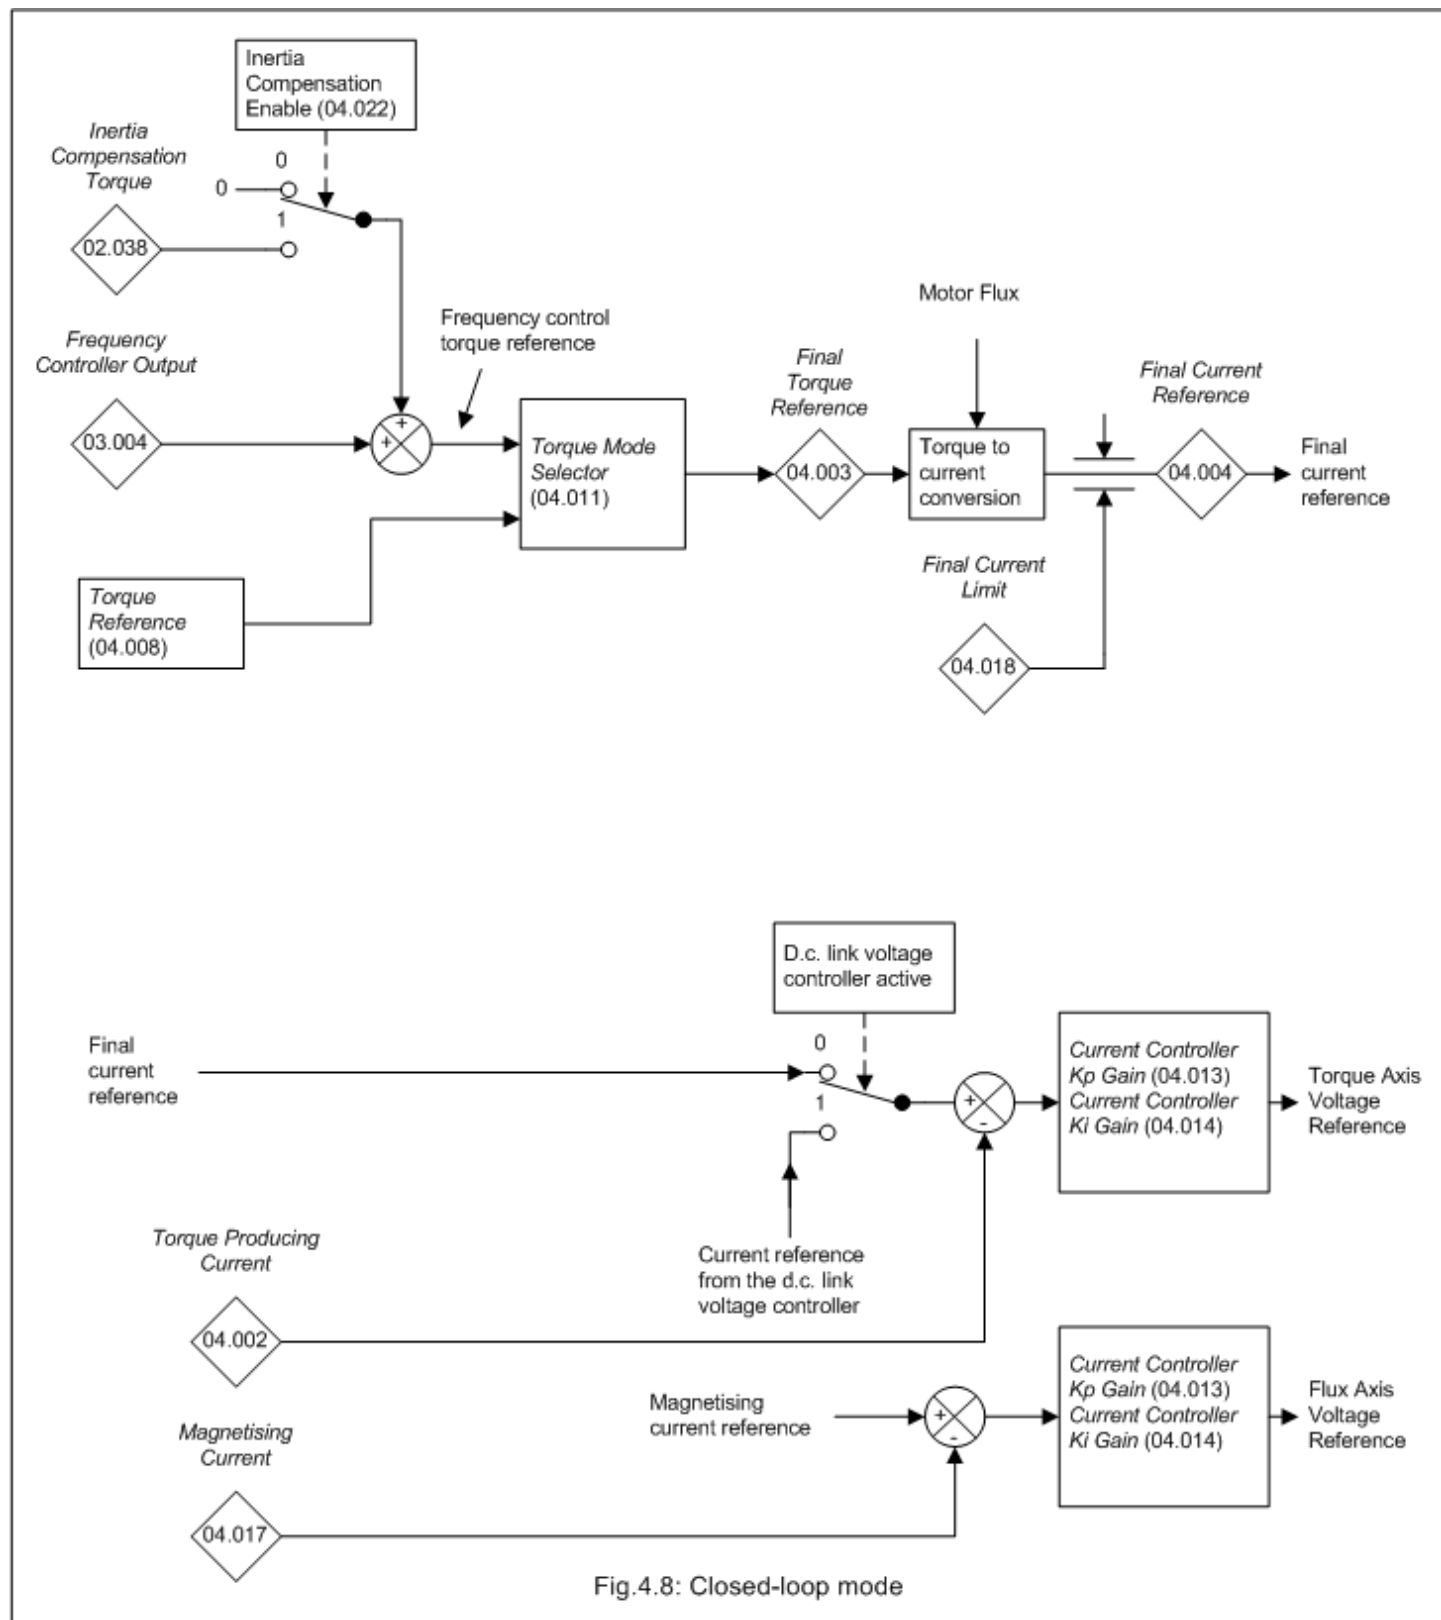 Inertia
Compensation
Enable (04.022)
Inertia
Compensation
Torque
0
0
1
02.038
Frequency
Controller Output
03.004
+
+
Frequency control
torque reference
Torque Mode
Selector
(04.011)
Torque
Reference
(04.008)
Final
Torque
Reference
04.003
Motor Flux
Torque to
current
conversion
Final Current
Reference
04.004
Final
current
reference
Final Current
Limit
04.018
D.c. link voltage
controller active
Final
current
reference
0
1
+
-
Current Controller
Kp Gain (04.013)
Current Controller
Ki Gain (04.014)
Torque Axis
Voltage
Reference
Current reference
from the d.c. link
voltage controller
Torque Producing
Current
04.002
Magnetising
current reference
+
-
Current Controller
Kp Gain (04.013)
Current Controller
Ki Gain (04.014)
Flux Axis
Voltage
Reference
Magnetising
Current
04.017
Fig.4.8: Closed-loop mode